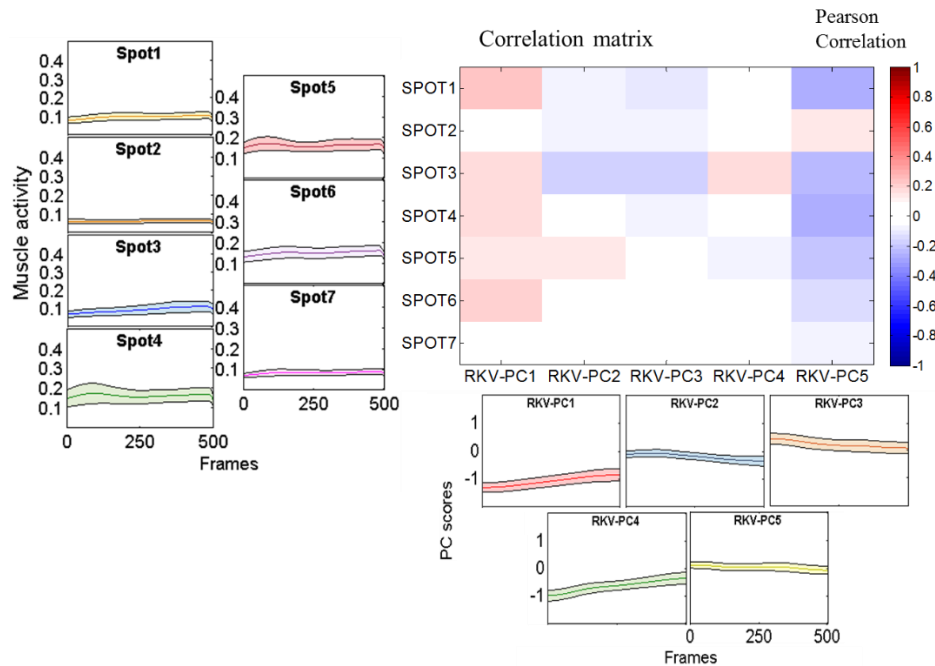 Spot1
0.4
0.3
0.2
0.1
Spot2
0.4
0.3
0.2
0.1
Muscle activity
Spot3
0.4
0.3
0.2
0.1
Spot4
0.4
0.3
0.2
0.1
0 250 500
Frames
Spot5
0.4
0.3
0.2
0.1
Spot6
0.4
0.3
0.2
0.1
Spot7
0.4
0.3
0.2
0.1
0 250 500
Correlation matrix
Pearson
Correlation
SPOT1
SPOT2
SPOT3
SPOT4
SPOT5
SPOT6
SPOT7
RKV-PC1 RKV-PC2 RKV-PC3 RKV-PC4 RKV-PC5
1
0.8
0.6
0.4
0.2
0
-0.2
-0.4
-0.6
-0.8
-1
RKV-PC1 RKV-PC2 RKV-PC3
1
0
-1
PC scores
RKV-PC4 RKV-PC5
1
0
-1
0 250 500
Frames